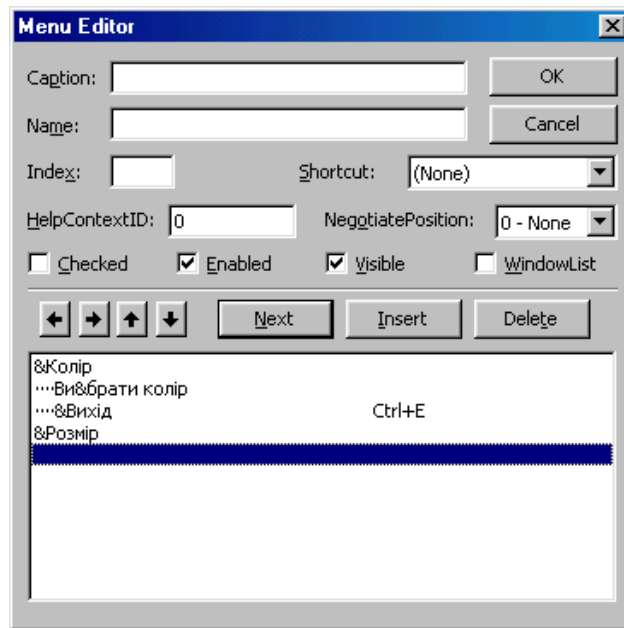 Menu Editor
Caption:
OK
Name:
Cancel
Index:
Shortcut: (None)
HelpContextID: 0
NegotiatePosition: 0 - None
Checked Enabled Visible WindowList
Next Insert Delete
&Колір
····Ви&брати колір
····&Вихід Ctrl+E
&Розмір